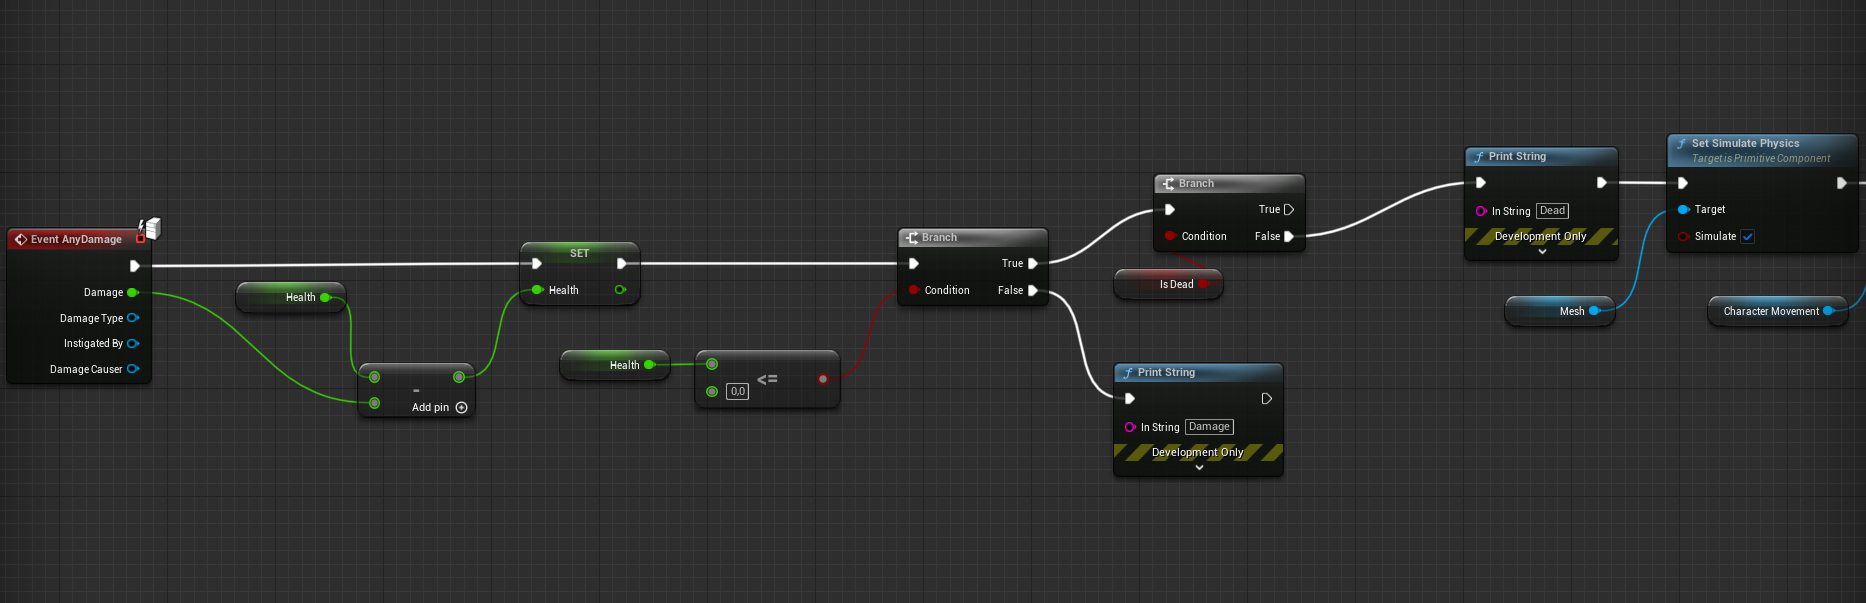 Event AnyDamage
Damage
Damage Type
Instigated By
Damage Causer
Health
-
Add pin
SET
Health
Health
0,0
<=
Branch
True
Condition
False
Branch
True
Condition
False
Is Dead
Print String
In String Damage
Development Only
Print String
In String Dead
Development Only
Mesh
Set Simulate Physics
Target is Primitive Component
Target
Simulate
Character Movement